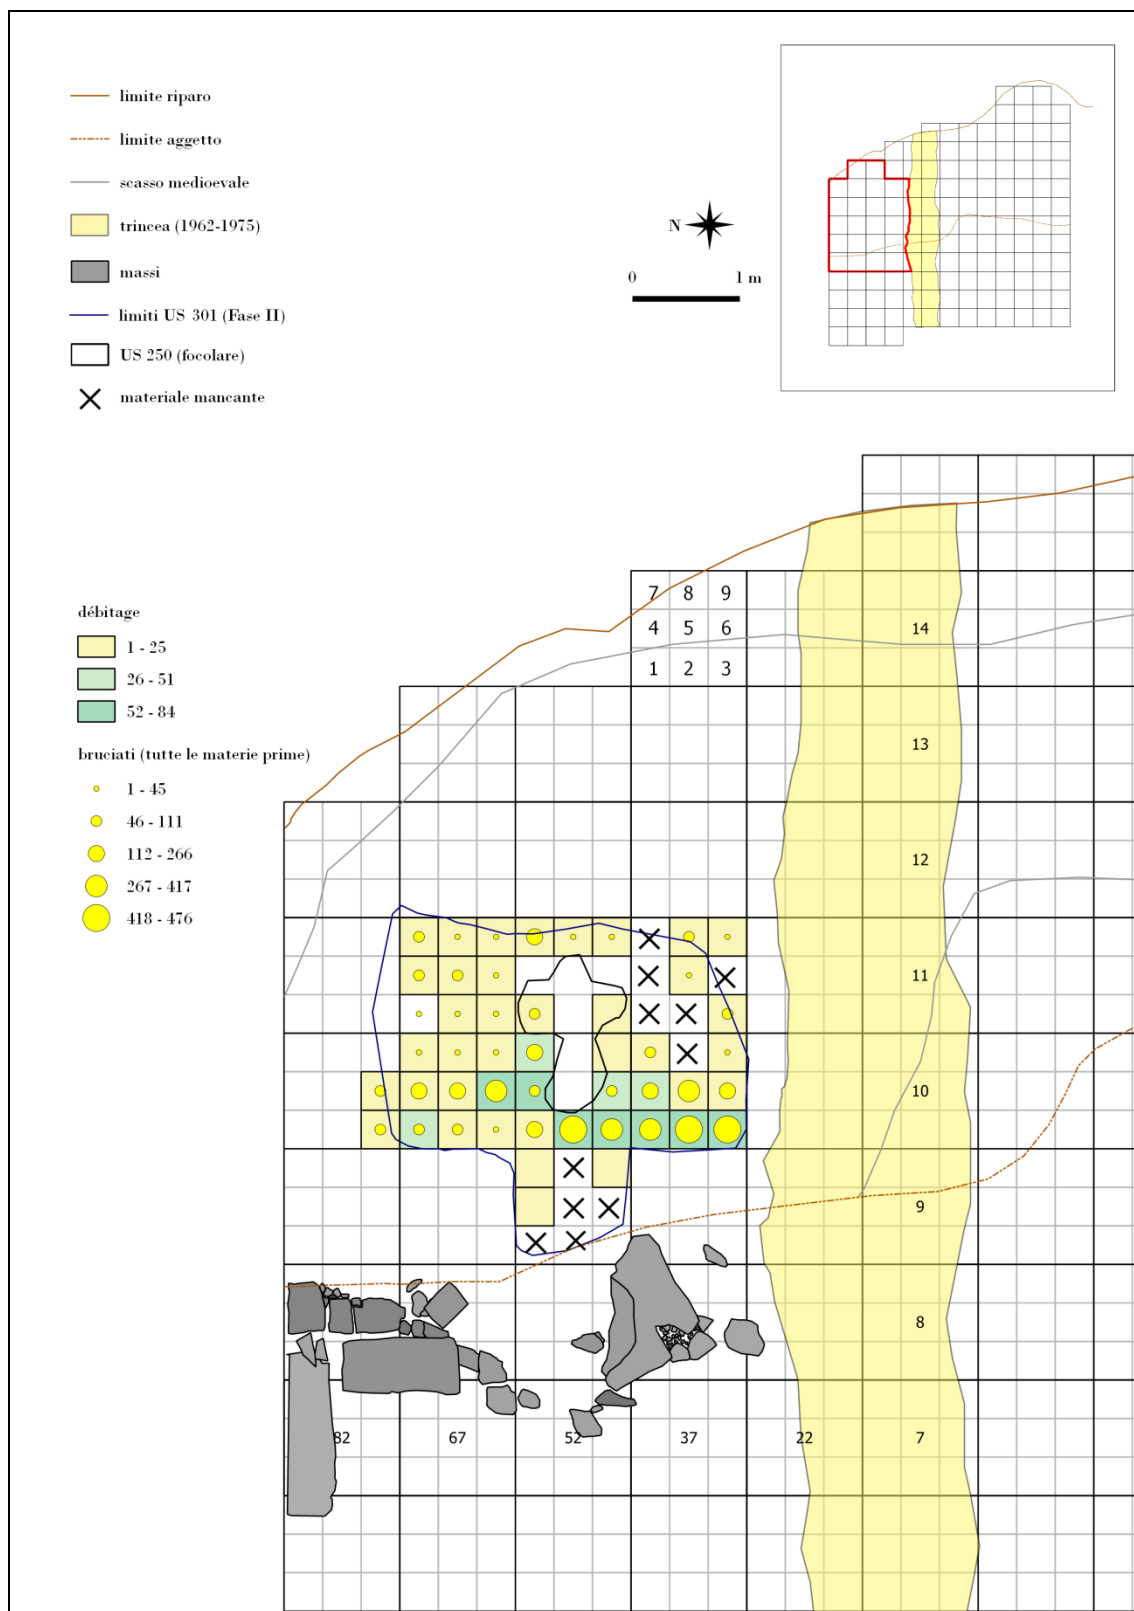 limite riparo
limite aggetto
scasso medioevale
trincea (1962-1975)
massi
limiti US 301 (Fase II)
US 250 (focolare)
materiale mancante
N
0 1 m
débitage
1 - 25
26 - 51
52 - 84
bruciati (tutte le materie prime)
1 - 45
46 - 111
112 - 266
267 - 417
418 - 476
7 8 9
4 5 6
1 2 3
14
13
12
11
10
9
8
82 67 52 37 22 7